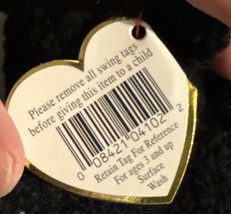 Please remove all swing tags
before giving this item to a child
0 08421 04102 2
Retain Tag For Reference
For ages 3 and up
Surface
Wash